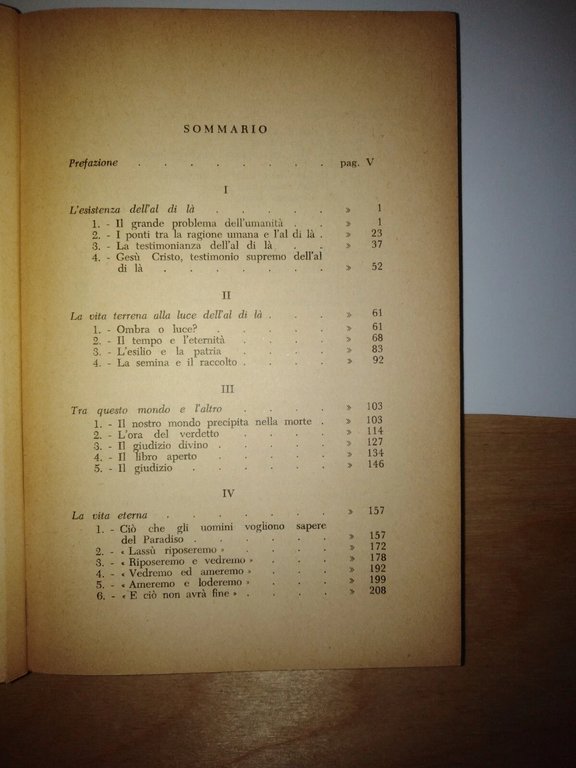 SOMMARIO
Prefazione . . . . . . . pag. V
I
L'esistenza dell'al di là . . . . . » 1
1. - Il grande problema dell'umanità . . » 1
2. - I ponti tra la ragione umana e l'al di là . » 23
3. - La testimonianza dell'al di là . . . » 37
4. - Gesù Cristo, testimonio supremo dell'al
di là . . . . . . . » 52
II
La vita terrena alla luce dell'al di là . . . » 61
1. - Ombra o luce? . . . . . » 61
2. - Il tempo e l'eternità . . . . » 68
3. - L'esilio e la patria . . . . » 83
4. - La semina e il raccolto . . . . » 92
III
Tra questo mondo e l'altro . . . . » 103
1. - Il nostro mondo precipita nella morte . » 103
2. - L'ora del verdetto . . . . » 114
3. - Il giudizio divino . . . . . » 127
4. - Il libro aperto . . . . . » 134
5. - Il giudizio . . . . . . » 146
IV
La vita eterna . . . . . . » 157
1. - Ciò che gli uomini vogliono sapere
del Paradiso . . . . . » 157
2. - « Lassù riposeremo » . . . . » 172
3. - « Riposeremo e vedremo » . . . » 178
4. - « Vedremo ed ameremo » . . . » 192
5. - « Ameremo e loderemo » . . . » 199
6. - « E ciò non avrà fine » . . . . » 208